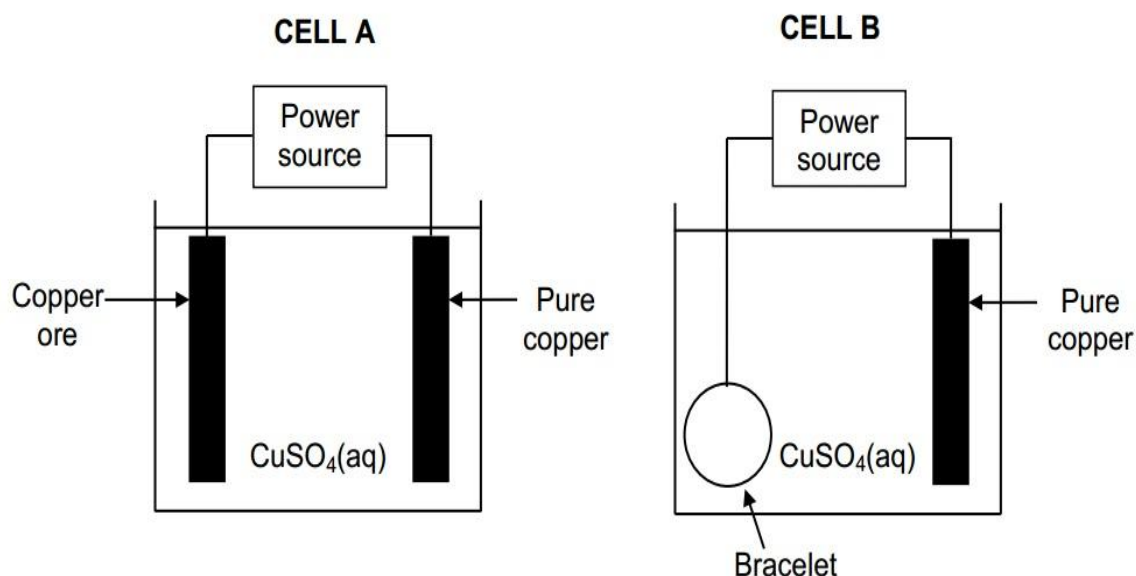 CELL A
Power
source
Copper
ore
Pure
copper
CuSO₄(aq)
CELL B
Power
source
Pure
copper
CuSO₄(aq)
Bracelet